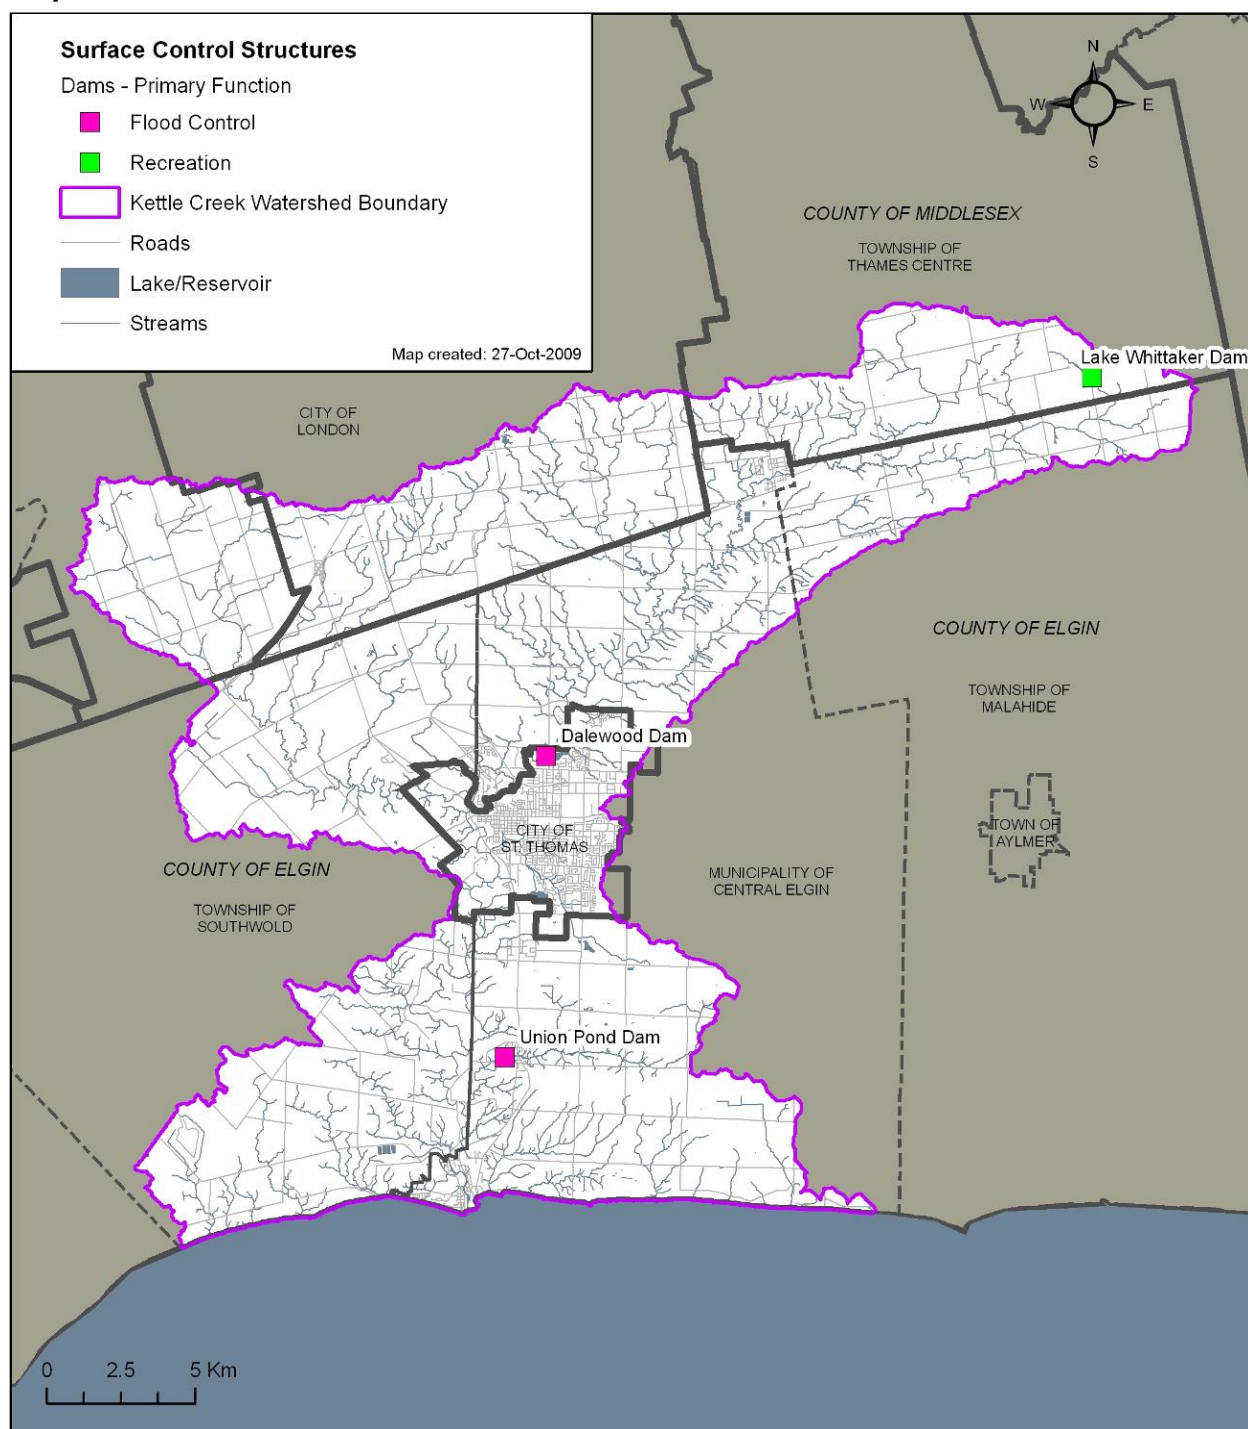 Surface Control Structures
Dams - Primary Function
Flood Control
Recreation
Kettle Creek Watershed Boundary
Roads
Lake/Reservoir
Streams
Map created: 27-Oct-2009
N
W
E
S
COUNTY OF MIDDLESEX
TOWNSHIP OF
THAMES CENTRE
Lake Whittaker Dam
CITY OF
LONDON
COUNTY OF ELGIN
TOWNSHIP OF
MALAHIDE
Dalewood Dam
TOWN OF
AYLMER
CITY OF
ST. THOMAS
COUNTY OF ELGIN
MUNICIPALITY OF
CENTRAL ELGIN
TOWNSHIP OF
SOUTHWOLD
Union Pond Dam
0 2.5 5 Km